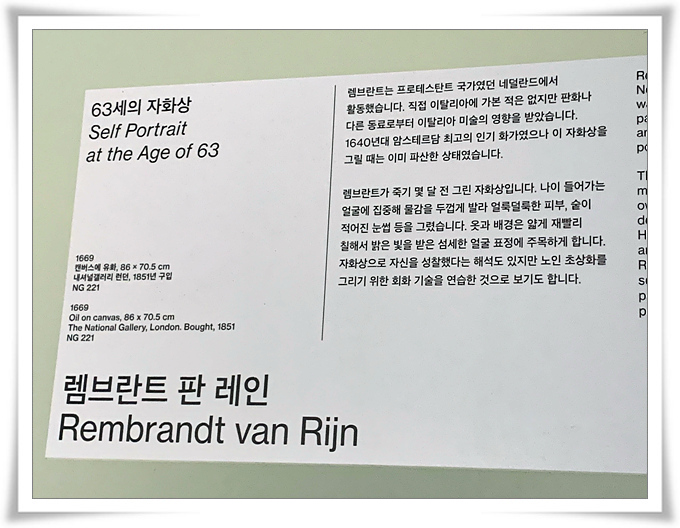 63세의 자화상
Self Portrait
at the Age of 63
1669
캔버스에 유화, 86 × 70.5 cm
내셔널갤러리 런던, 1851년 구입
NG 221
1669
Oil on canvas, 86 x 70.5 cm
The National Gallery, London. Bought, 1851
NG 221
렘브란트 판 레인
Rembrandt van Rijn
렘브란트는 프로테스탄트 국가였던 네덜란드에서
활동했습니다. 직접 이탈리아에 가본 적은 없지만 판화나
다른 동료로부터 이탈리아 미술의 영향을 받았습니다.
1640년대 암스테르담 최고의 인기 화가였으나 이 자화상을
그릴 때는 이미 파산한 상태였습니다.
렘브란트가 죽기 몇 달 전 그린 자화상입니다. 나이 들어가는
얼굴에 집중해 물감을 두껍게 발라 얼룩덜룩한 피부, 숱이
적어진 눈썹 등을 그렸습니다. 옷과 배경은 얇게 재빨리
칠해서 밝은 빛을 받은 섬세한 얼굴 표정에 주목하게 합니다.
자화상으로 자신을 성찰했다는 해석도 있지만 노인 초상화를
그리기 위한 회화 기술을 연습한 것으로 보기도 합니다.